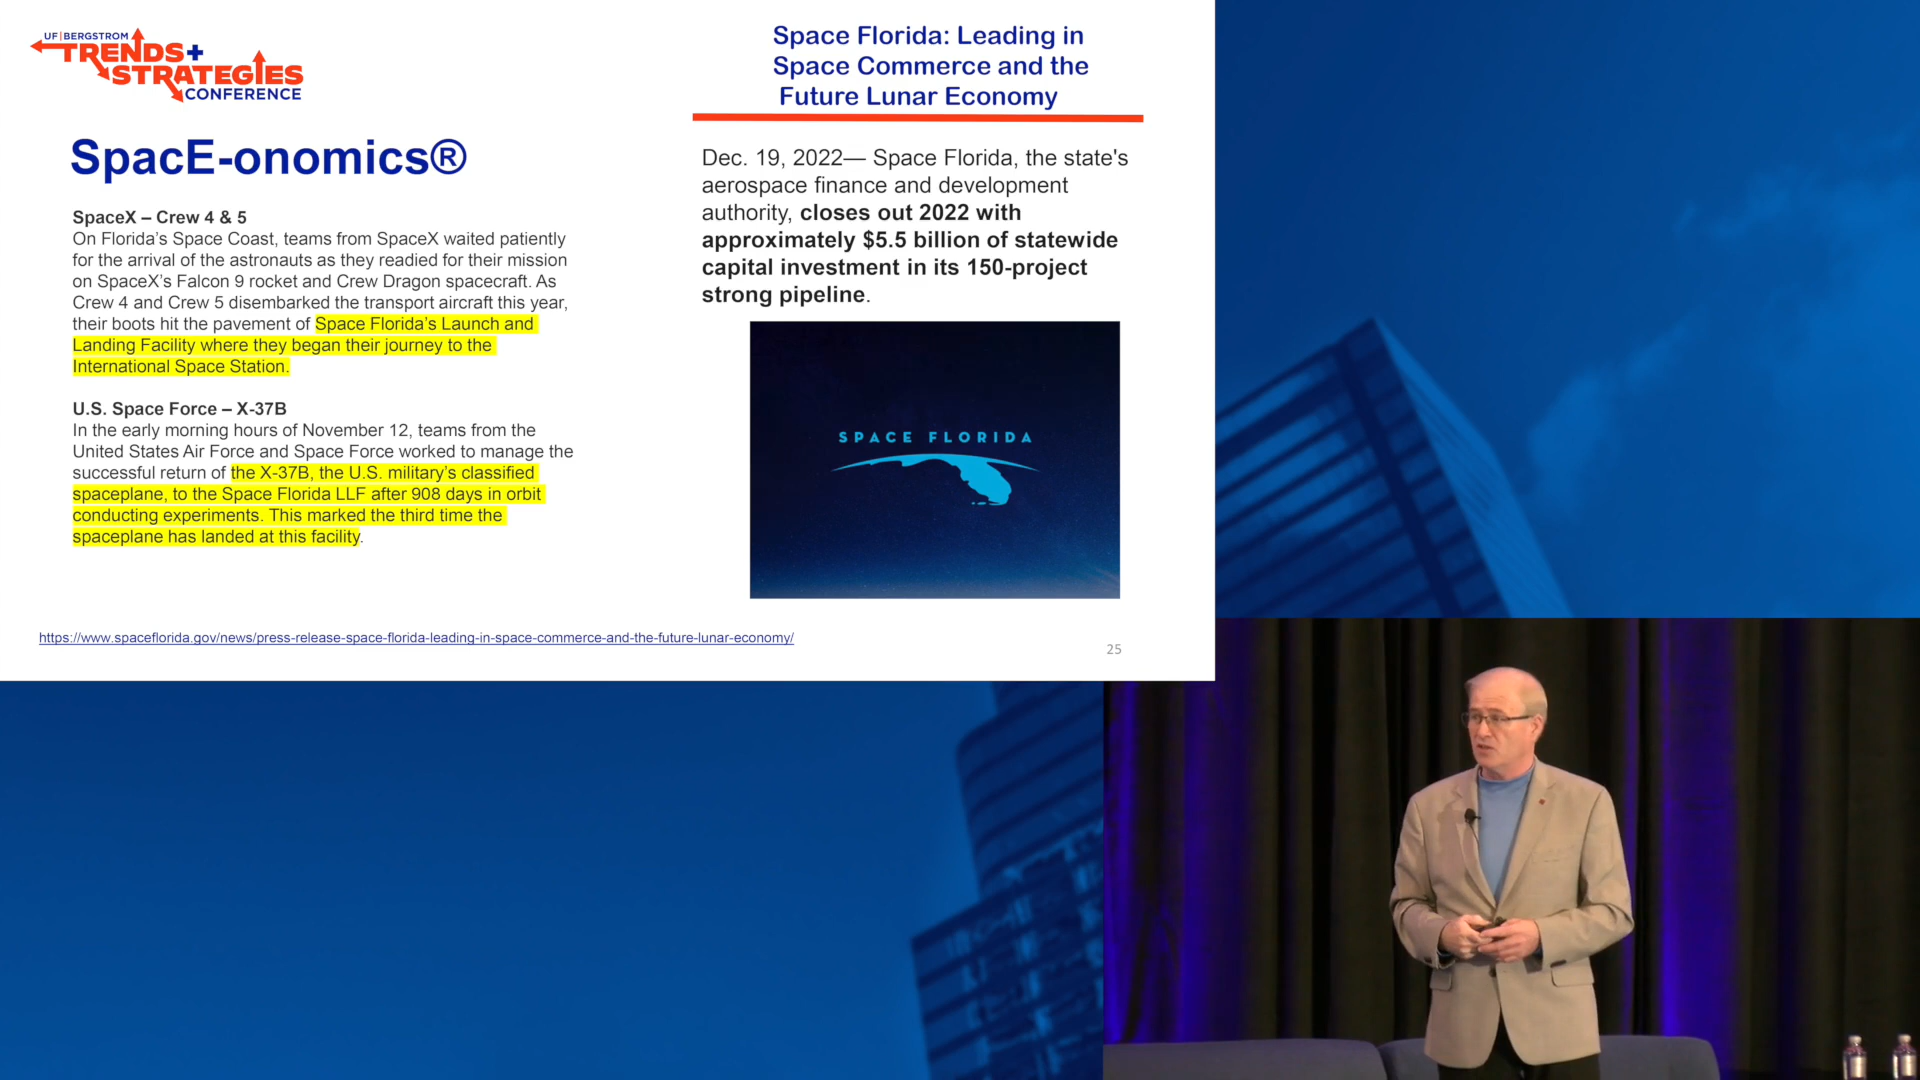 UF|BERGSTROM
TRENDS+
STRATEGIES
CONFERENCE
SpacE-onomics®
SpaceX – Crew 4 & 5
On Florida’s Space Coast, teams from SpaceX waited patiently
for the arrival of the astronauts as they readied for their mission
on SpaceX’s Falcon 9 rocket and Crew Dragon spacecraft. As
Crew 4 and Crew 5 disembarked the transport aircraft this year,
their boots hit the pavement of Space Florida’s Launch and
Landing Facility where they began their journey to the
International Space Station.
U.S. Space Force – X-37B
In the early morning hours of November 12, teams from the
United States Air Force and Space Force worked to manage the
successful return of the X-37B, the U.S. military’s classified
spaceplane, to the Space Florida LLF after 908 days in orbit
conducting experiments. This marked the third time the
spaceplane has landed at this facility.
Space Florida: Leading in
Space Commerce and the
Future Lunar Economy
Dec. 19, 2022— Space Florida, the state's
aerospace finance and development
authority, closes out 2022 with
approximately $5.5 billion of statewide
capital investment in its 150-project
strong pipeline.
SPACE FLORIDA
https://www.spaceflorida.gov/news/press-release-space-florida-leading-in-space-commerce-and-the-future-lunar-economy/
25